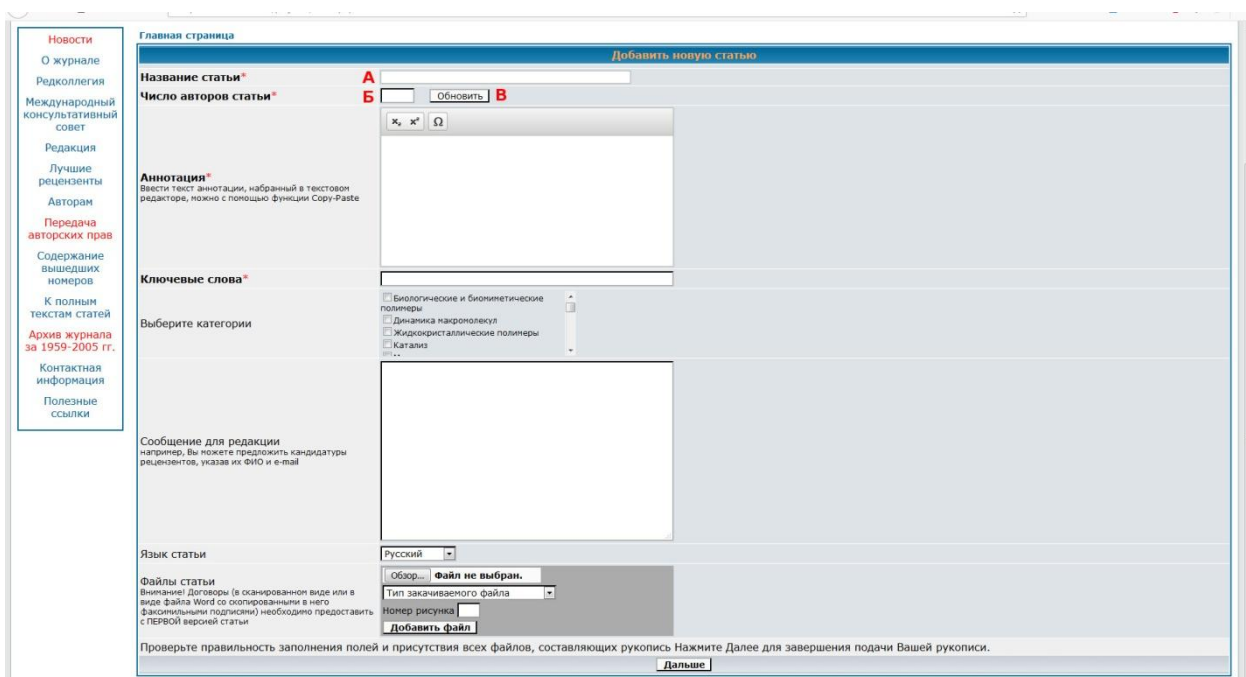 Новости
О журнале
Редколлегия
Международный
консультативный
совет
Редакция
Лучшие
рецензенты
Авторам
Передача
авторских прав
Содержание
вышедших
номеров
К полным
текстам статей
Архив журнала
за 1959-2005 гг.
Контактная
информация
Полезные
ссылки
Главная страница
Добавить новую статью
Название статьи* А
Число авторов статьи* Б Обновить В
x₂ x² Ω
Аннотация*
Ввести текст аннотации, набранный в текстовом
редакторе, можно с помощью функции Copy-Paste
Ключевые слова*
Выберите категории
Биологические и биомиметические
полимеры
Динамика макромолекул
Жидкокристаллические полимеры
Катализ
Сообщение для редакции
например, Вы можете предложить кандидатуры
рецензентов, указав их ФИО и e-mail
Язык статьи Русский
Файлы статьи
Внимание! Договоры (в сканированном виде или в
виде файла Word со скопированными в него
факсимильными подписями) необходимо предоставить
с ПЕРВОЙ версией статьи
Обзор... Файл не выбран.
Тип закачиваемого файла
Номер рисунка
Добавить файл
Проверьте правильность заполнения полей и присутствия всех файлов, составляющих рукопись Нажмите Далее для завершения подачи Вашей рукописи.
Дальше